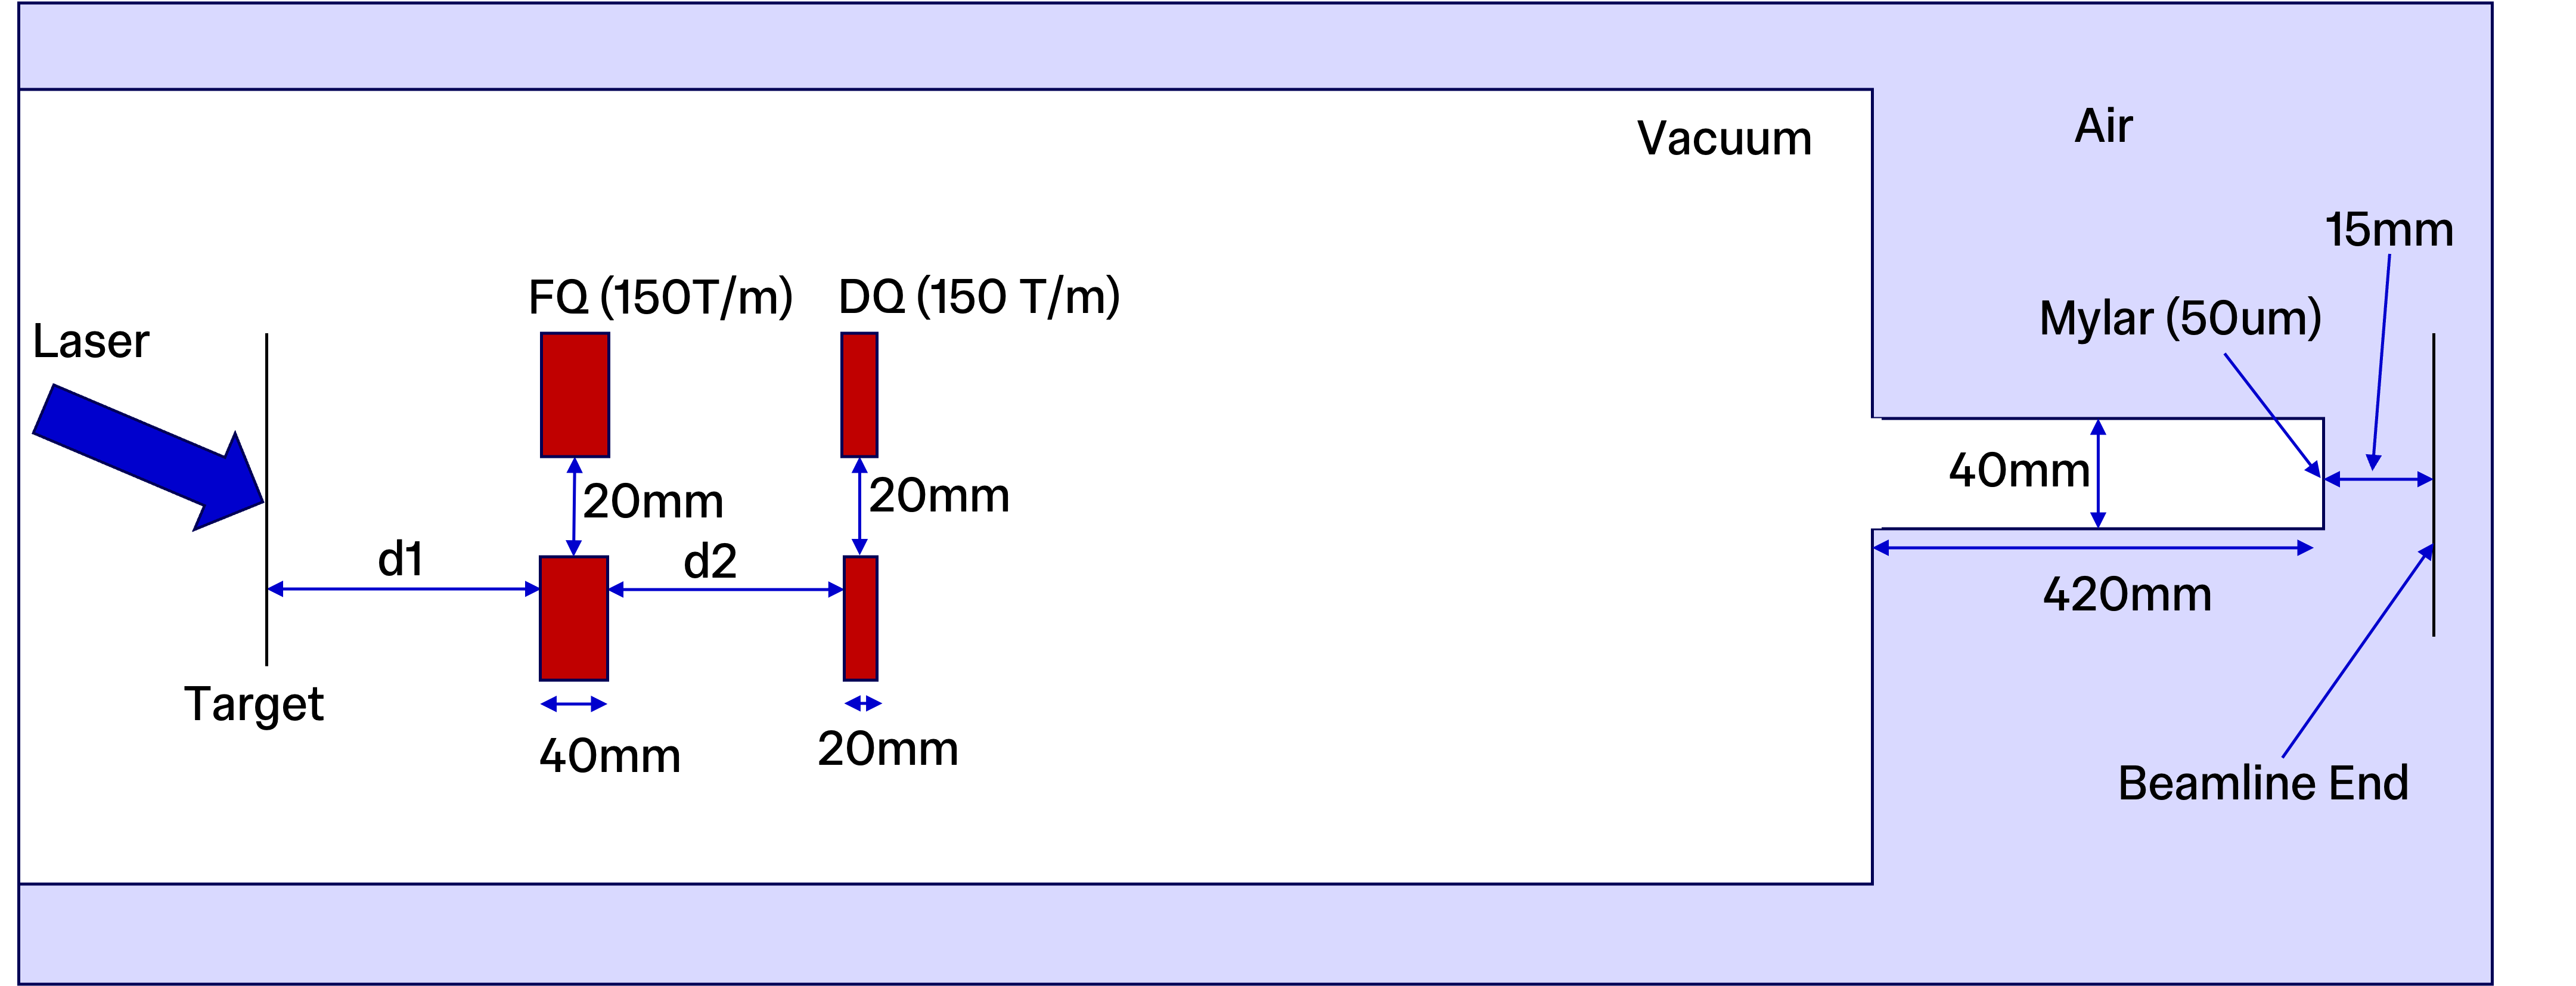 Vacuum
Air
15mm
FQ (150T/m)
DQ (150 T/m)
Mylar (50um)
Laser
20mm
20mm
40mm
d1
d2
420mm
Target
40mm
20mm
Beamline End